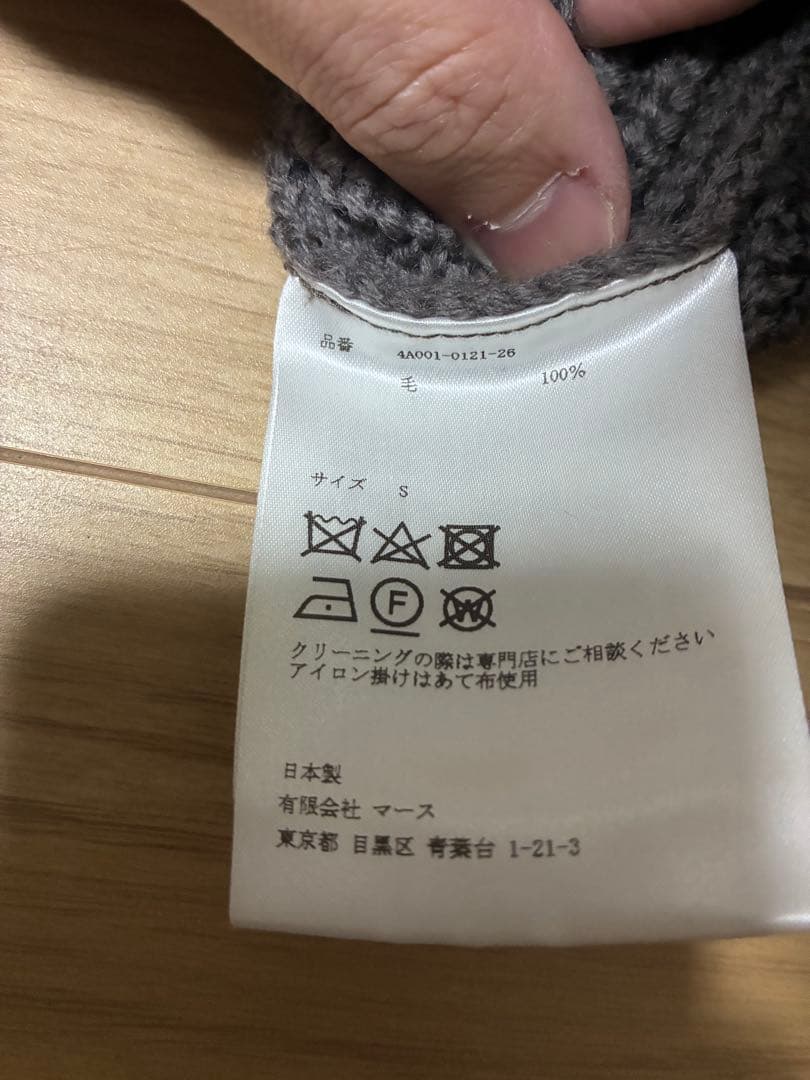 品番 4A001-0121-26
毛 100%
サイズ S
F
W
クリーニングの際は専門店にご相談ください
アイロン掛けはあて布使用
日本製
有限会社 マース
東京都 目黒区 青葉台 1-21-3